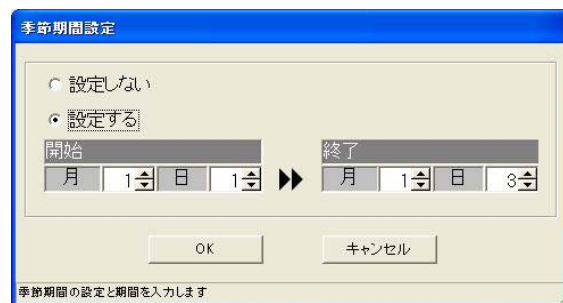 季節期間設定
設定しない
設定する
開始 終了
月 1 日 1 月 1 日 3
OK キャンセル
季節期間の設定と期間を入力します